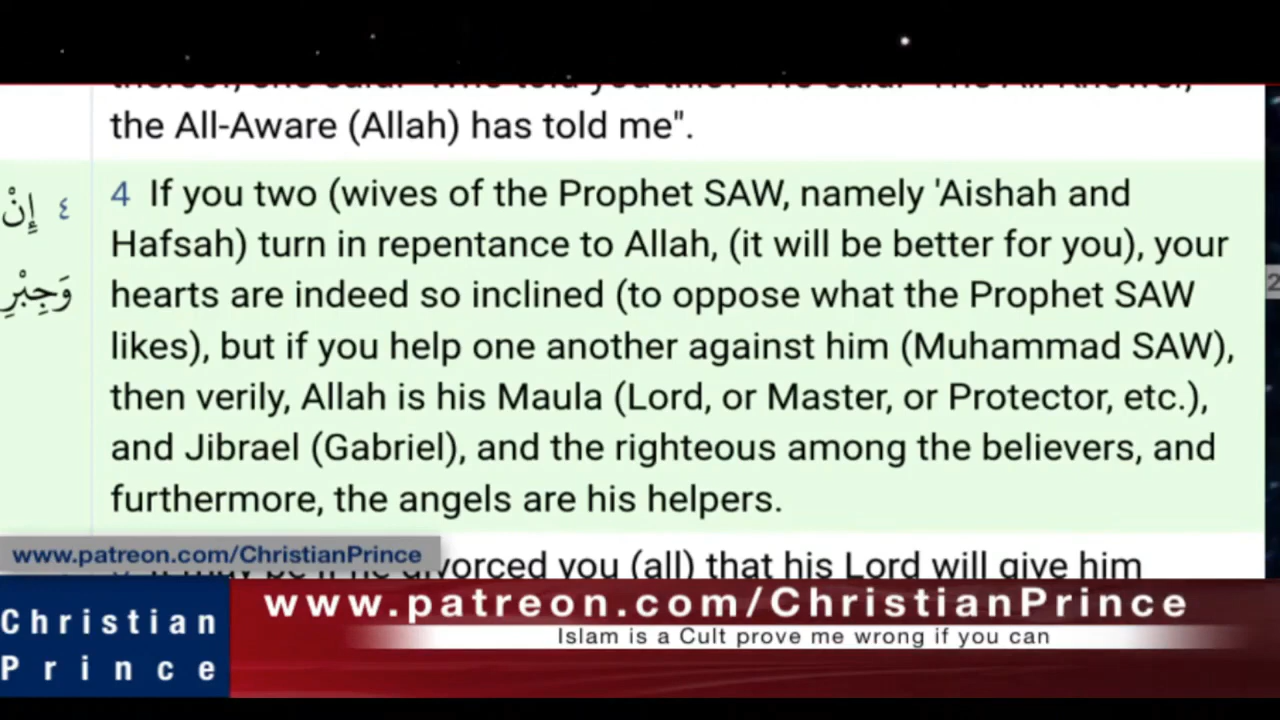 the All-Aware (Allah) has told me".
٤ إِنْ
4 If you two (wives of the Prophet SAW, namely 'Aishah and
Hafsah) turn in repentance to Allah, (it will be better for you), your
وَجِبْرِ
hearts are indeed so inclined (to oppose what the Prophet SAW
likes), but if you help one another against him (Muhammad SAW),
then verily, Allah is his Maula (Lord, or Master, or Protector, etc.),
and Jibrael (Gabriel), and the righteous among the believers, and
furthermore, the angels are his helpers.
www.patreon.com/ChristianPrince
divorced you (all) that his Lord will give him
www.patreon.com/ChristianPrince
Islam is a Cult prove me wrong if you can
Christian
Prince